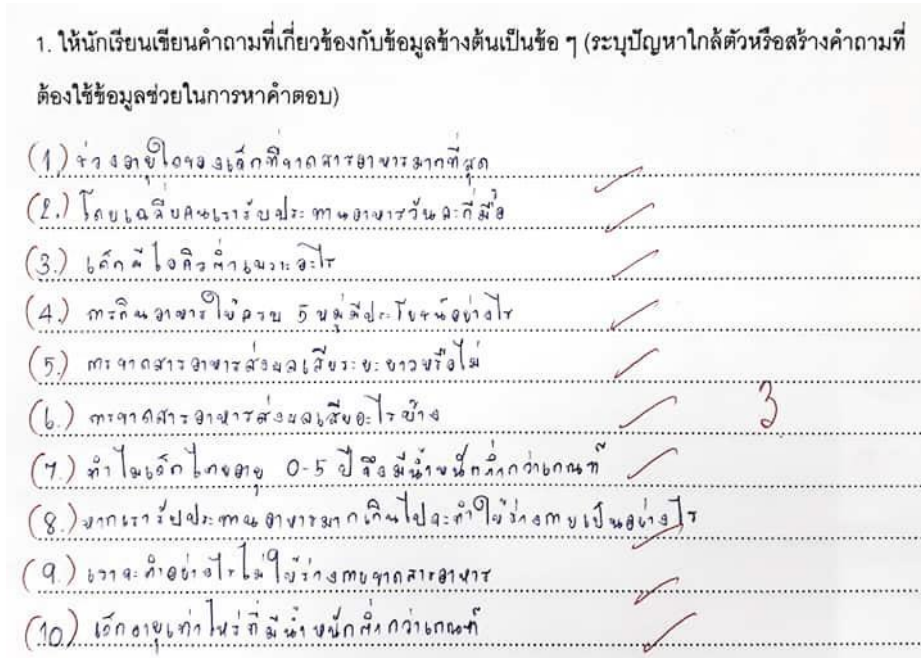 1. ให้นักเรียนเขียนคำถามที่เกี่ยวข้องกับข้อมูลข้างต้นเป็นข้อ ๆ (ระบุปัญหาใกล้ตัวหรือสร้างคำถามที่
ต้องใช้ข้อมูลช่วยในการหาคำตอบ)
(1) ช่วงอายุใดของเด็กที่ขาดสารอาหารมากที่สุด
(2.) โดยเฉลี่ยคนเรารับประทานอาหารวันละกี่มื้อ
(3.) เด็กมีไอคิวต่ำเพราะอะไร
(4.) การกินอาหารให้ครบ 5 หมู่มีประโยชน์อย่างไร
(5.) การขาดสารอาหารส่งผลเสียระยะยาวหรือไม่
(6.) การขาดสารอาหารส่งผลเสียอะไรบ้าง 3
(7.) ทำไมเด็กไทยอายุ 0-5 ปี จึงมีน้ำหนักต่ำกว่าเกณฑ์
(8.) หากเรารับประทานอาหารมากเกินไปจะทำให้ร่างกายเป็นอย่างไร
(9.) เราจะทำอย่างไรไม่ให้ร่างกายขาดสารอาหาร
(10) เด็กอายุเท่าไหร่ที่มีน้ำหนักต่ำกว่าเกณฑ์